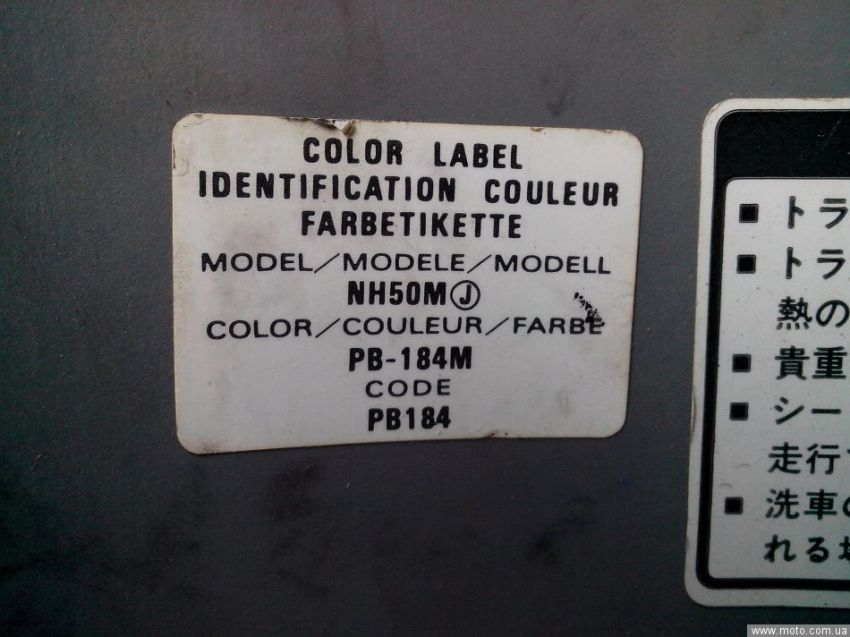 COLOR LABEL
IDENTIFICATION COULEUR
FARBETIKETTE
MODEL/MODELE/MODELL
NH50MⒿ
COLOR/COULEUR/FARBE
PB-184M
CODE
PB184
■ トラ
■ トラ
熱の
■ 貴重
■ シー
走行
■ 洗車の
れる場
www.moto.com.ua